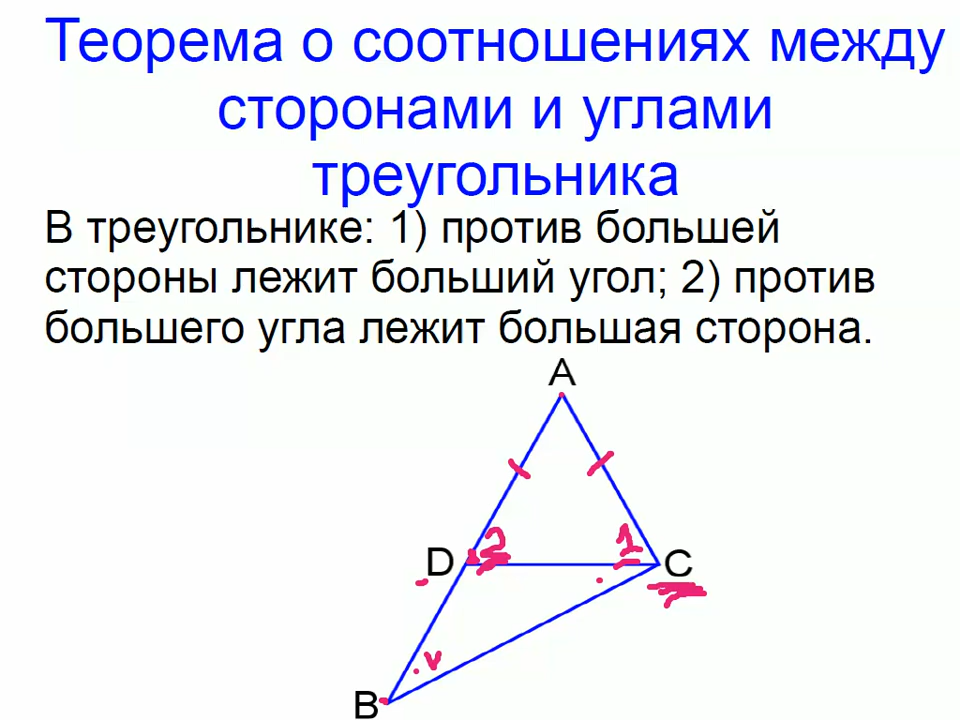 Теорема о соотношениях между
сторонами и углами
треугольника
В треугольнике: 1) против большей
стороны лежит больший угол; 2) против
большего угла лежит большая сторона.
A
2
1
D
C
B